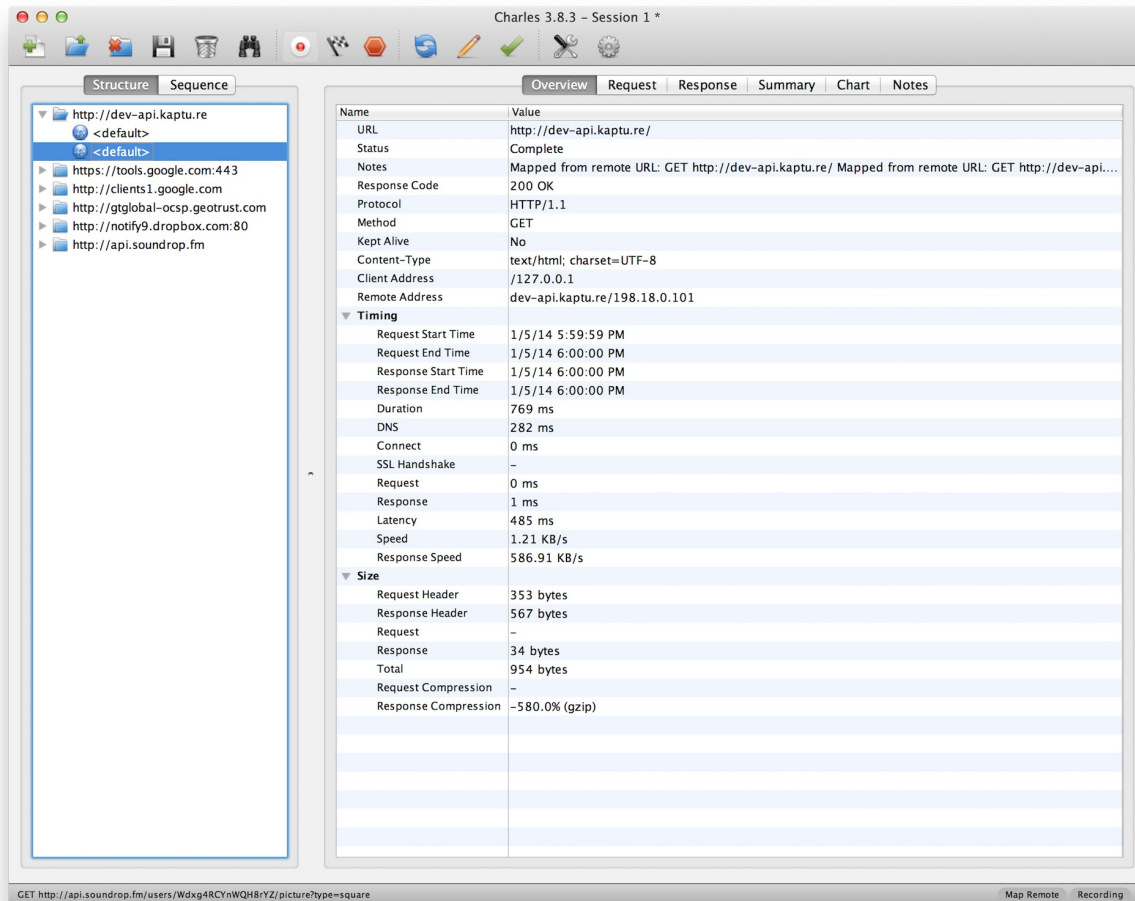 Charles 3.8.3 – Session 1 *
Structure Sequence
http://dev-api.kaptu.re
<default>
<default>
https://tools.google.com:443
http://clients1.google.com
http://gtglobal-ocsp.geotrust.com
http://notify9.dropbox.com:80
http://api.soundrop.fm
Overview Request Response Summary Chart Notes
Name Value
URL http://dev-api.kaptu.re/
Status Complete
Notes Mapped from remote URL: GET http://dev-api.kaptu.re/ Mapped from remote URL: GET http://dev-api....
Response Code 200 OK
Protocol HTTP/1.1
Method GET
Kept Alive No
Content-Type text/html; charset=UTF-8
Client Address /127.0.0.1
Remote Address dev-api.kaptu.re/198.18.0.101
Timing
Request Start Time 1/5/14 5:59:59 PM
Request End Time 1/5/14 6:00:00 PM
Response Start Time 1/5/14 6:00:00 PM
Response End Time 1/5/14 6:00:00 PM
Duration 769 ms
DNS 282 ms
Connect 0 ms
SSL Handshake –
Request 0 ms
Response 1 ms
Latency 485 ms
Speed 1.21 KB/s
Response Speed 586.91 KB/s
Size
Request Header 353 bytes
Response Header 567 bytes
Request –
Response 34 bytes
Total 954 bytes
Request Compression –
Response Compression -580.0% (gzip)
GET http://api.soundrop.fm/users/Wdxg4RCYnWQH8rYZ/picture?type=square Map Remote Recording